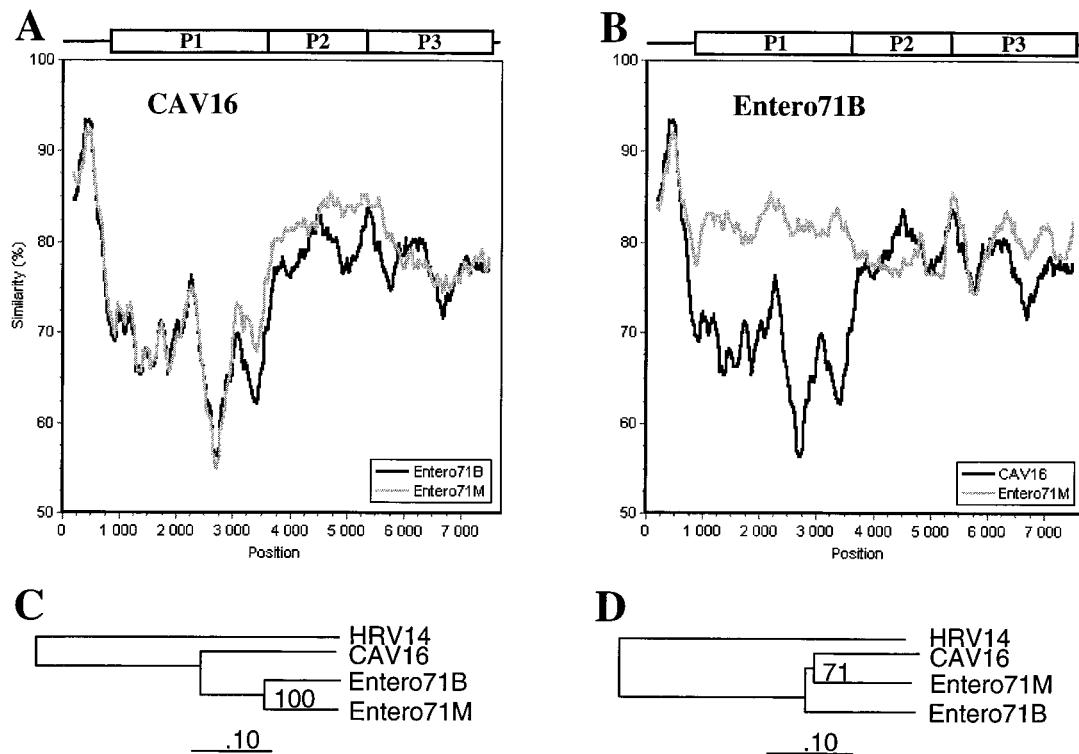 A
P1 P2 P3
100
90
80
70
60
50
Similarity (%)
CAV16
Entero71B
Entero71M
0 1 000 2 000 3 000 4 000 5 000 6 000 7 000
Position
B
P1 P2 P3
100
90
80
70
60
50
Entero71B
CAV16
Entero71M
0 1 000 2 000 3 000 4 000 5 000 6 000 7 000
Position
C
HRV14
CAV16
Entero71B
100
Entero71M
.10
D
HRV14
CAV16
71
Entero71M
Entero71B
.10